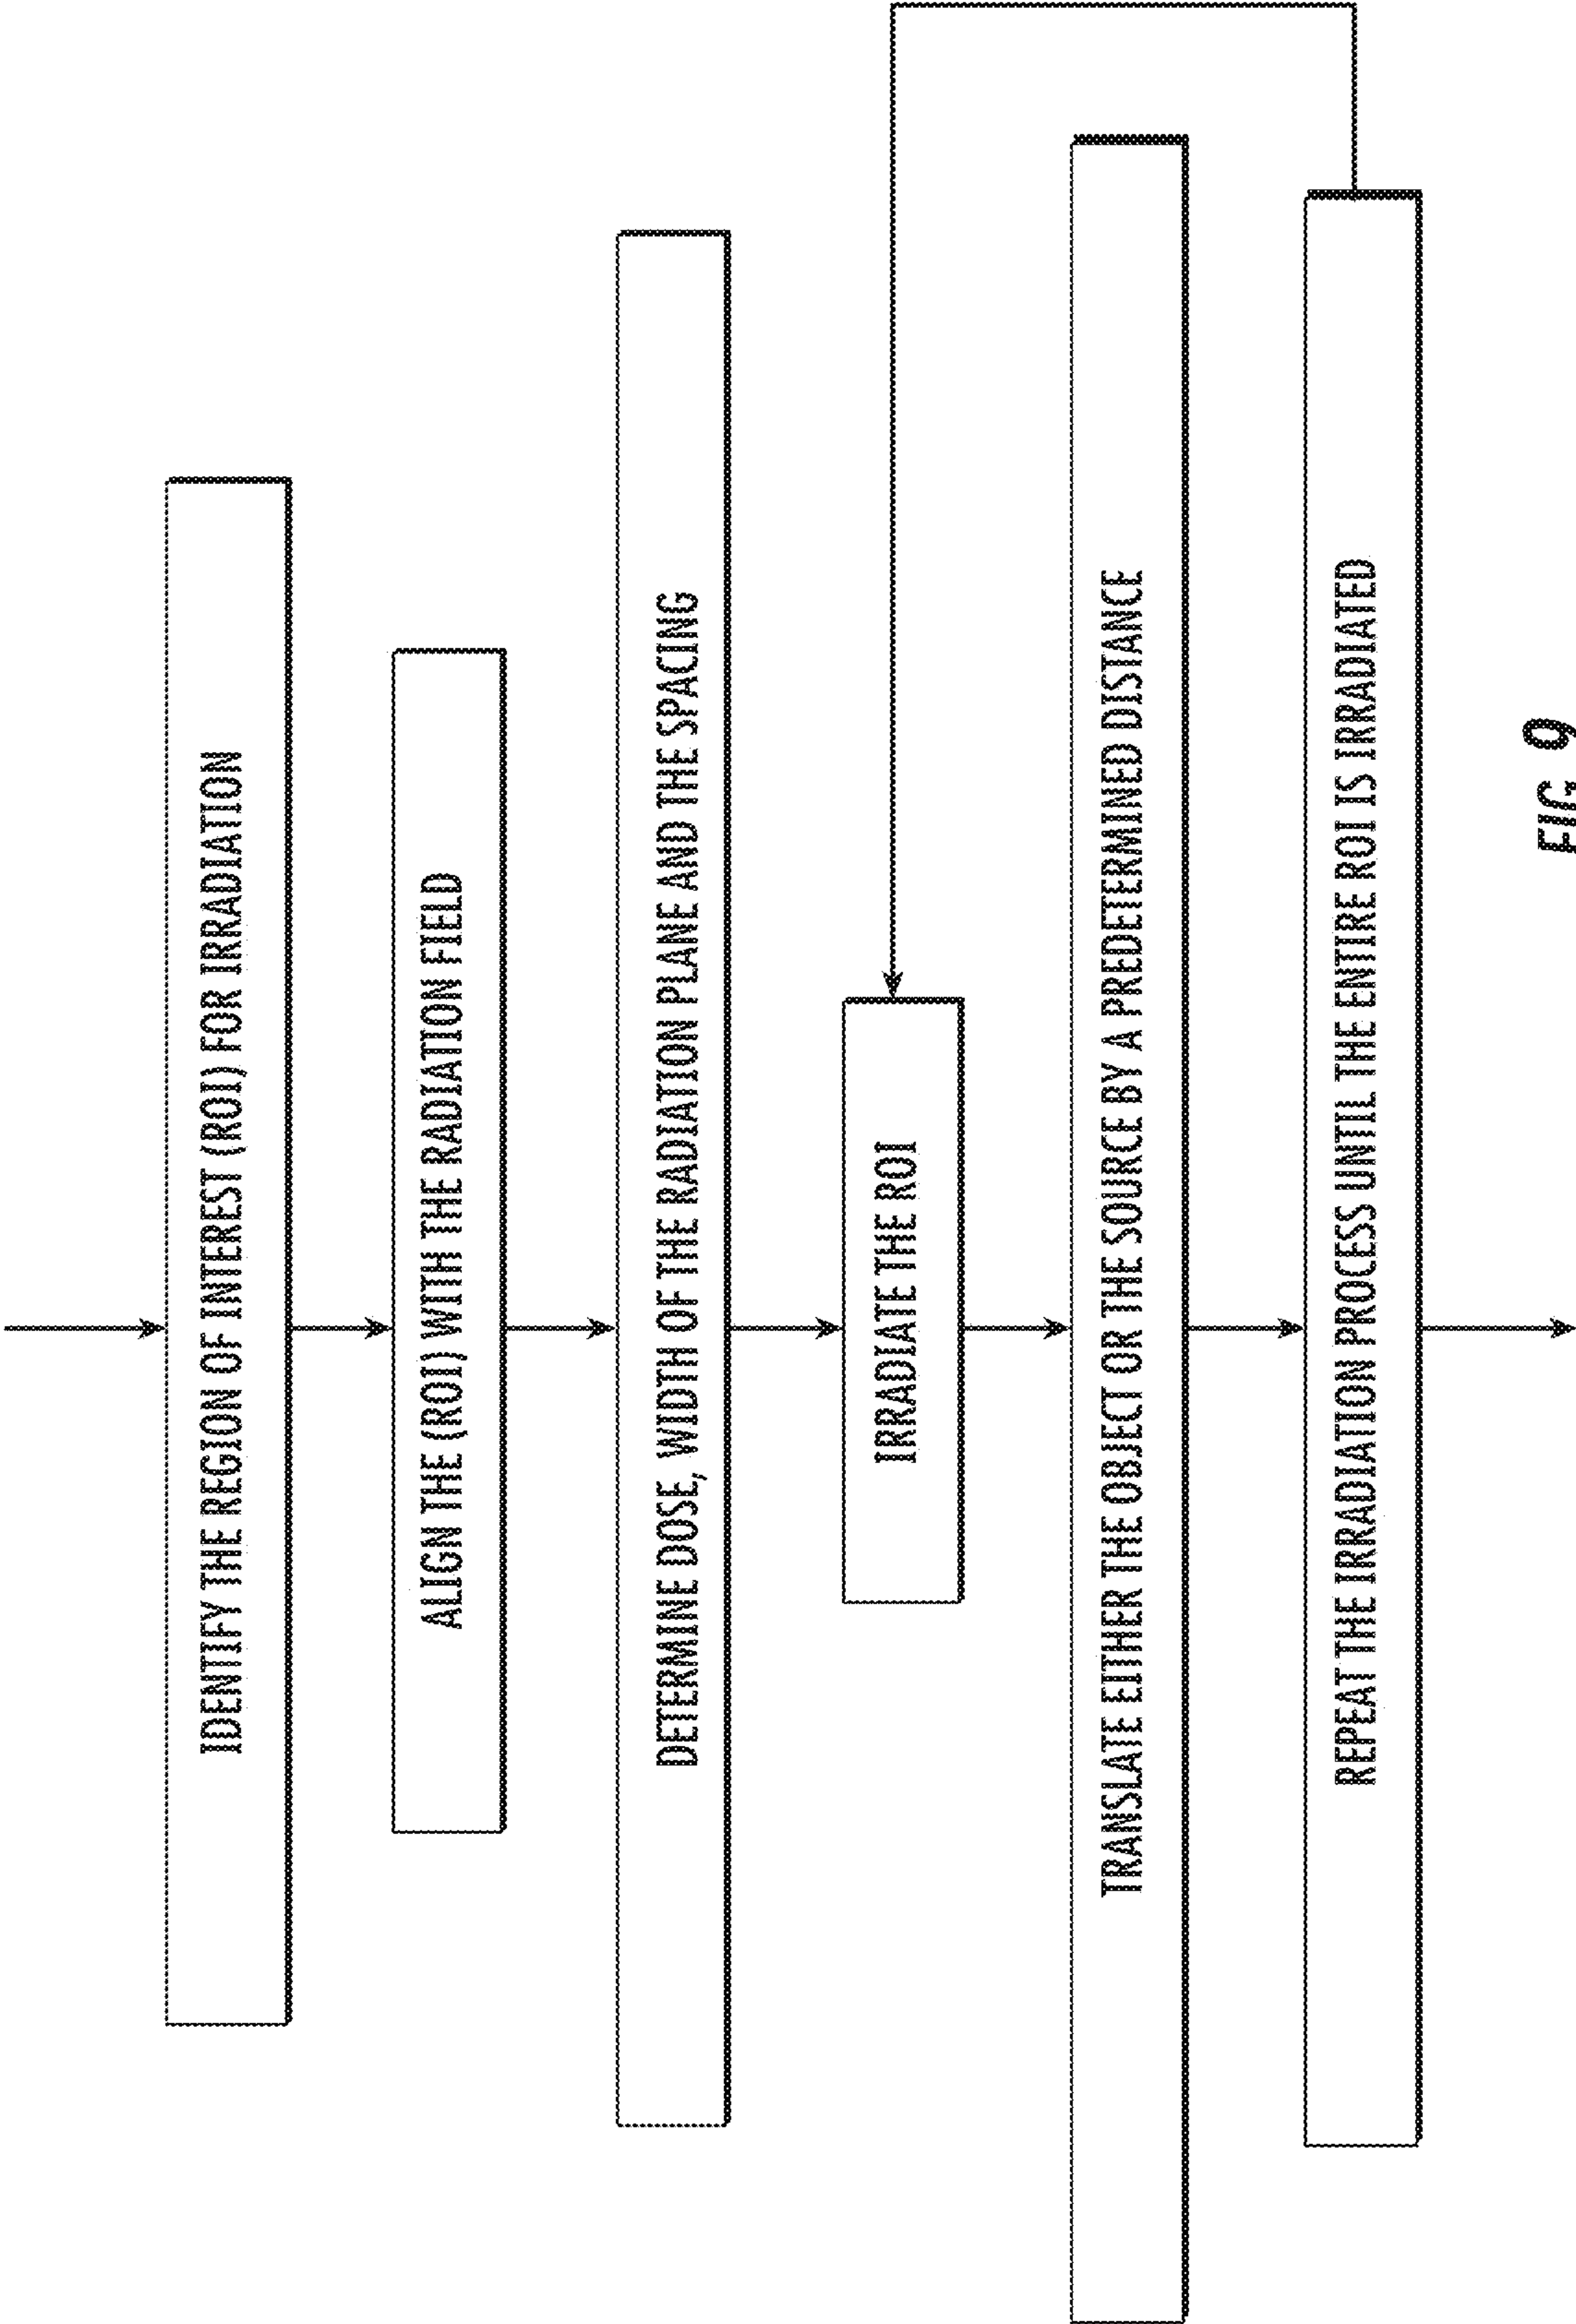 IDENTIFY THE REGION OF INTEREST (ROI) FOR IRRADIATION
ALIGN THE (ROI) WITH THE RADIATION FIELD
DETERMINE DOSE, WIDTH OF THE RADIATION PLANE AND THE SPACING
IRRADIATE THE ROI
TRANSLATE EITHER THE OBJECT OR THE SOURCE BY A PREDETERMINED DISTANCE
REPEAT THE IRRADIATION PROCESS UNTIL THE ENTIRE ROI IS IRRADIATED
FIG 9